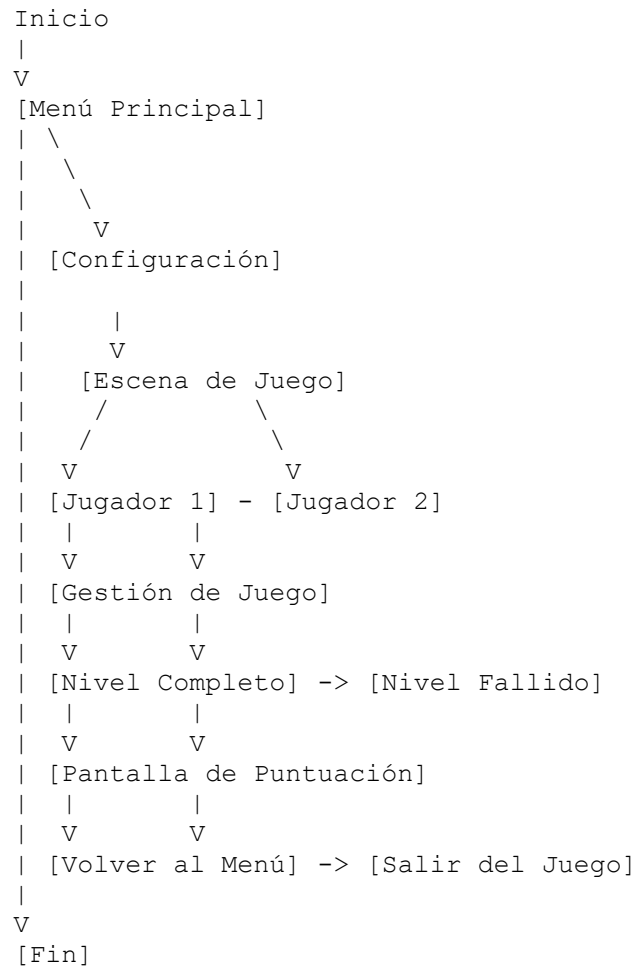 Inicio
|
V
[Menú Principal]
| \
|  \
|   \
|    V
| [Configuración]
|
|     |
|     V
|   [Escena de Juego]
|    /        \
|   /          \
|  V            V
| [Jugador 1] - [Jugador 2]
|  |      |
|  V      V
| [Gestión de Juego]
|  |      |
|  V      V
| [Nivel Completo] -> [Nivel Fallido]
|  |      |
|  V      V
| [Pantalla de Puntuación]
|  |      |
|  V      V
| [Volver al Menú] -> [Salir del Juego]
|
V
[Fin]